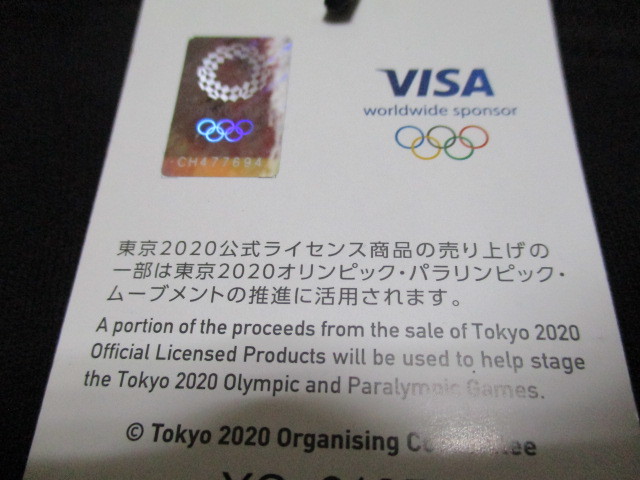 CH477694
VISA
worldwide sponsor
東京2020公式ライセンス商品の売り上げの
一部は東京2020オリンピック・パラリンピック・
ムーブメントの推進に活用されます。
A portion of the proceeds from the sale of Tokyo 2020
Official Licensed Products will be used to help stage
the Tokyo 2020 Olympic and Paralympic Games.
© Tokyo 2020 Organising Committee